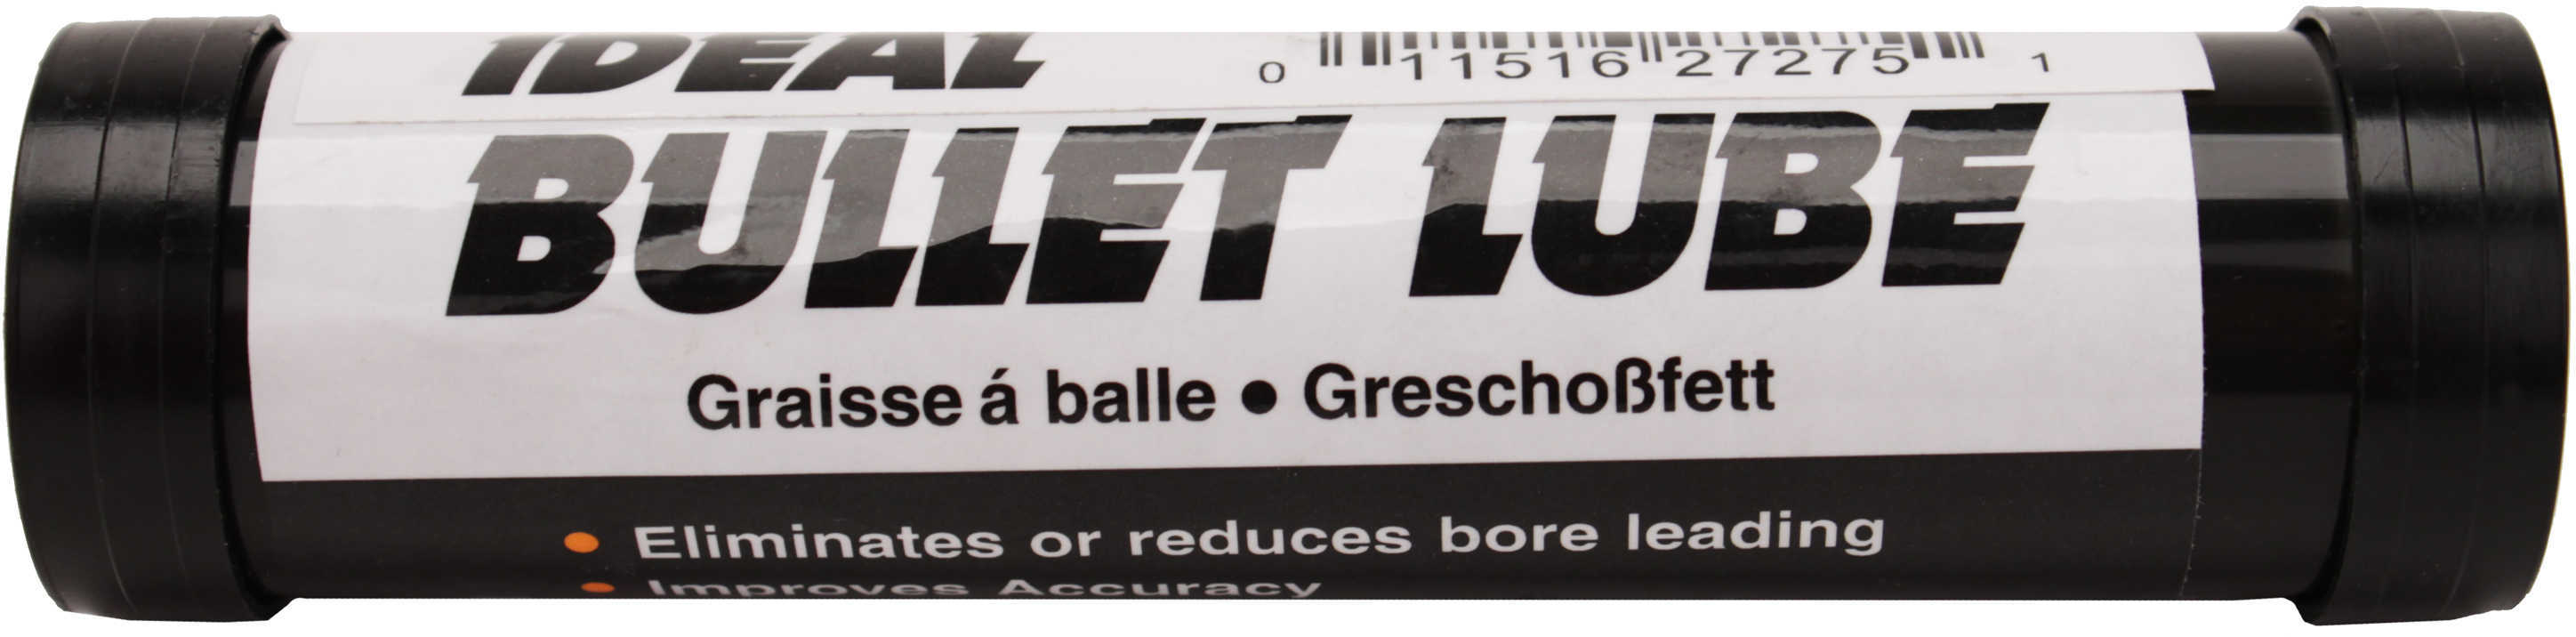 IDEAL
0 11516 27275 1
BULLET LUBE
Graisse á balle • Greschoßfett
• Eliminates or reduces bore leading
• Improves Accuracy